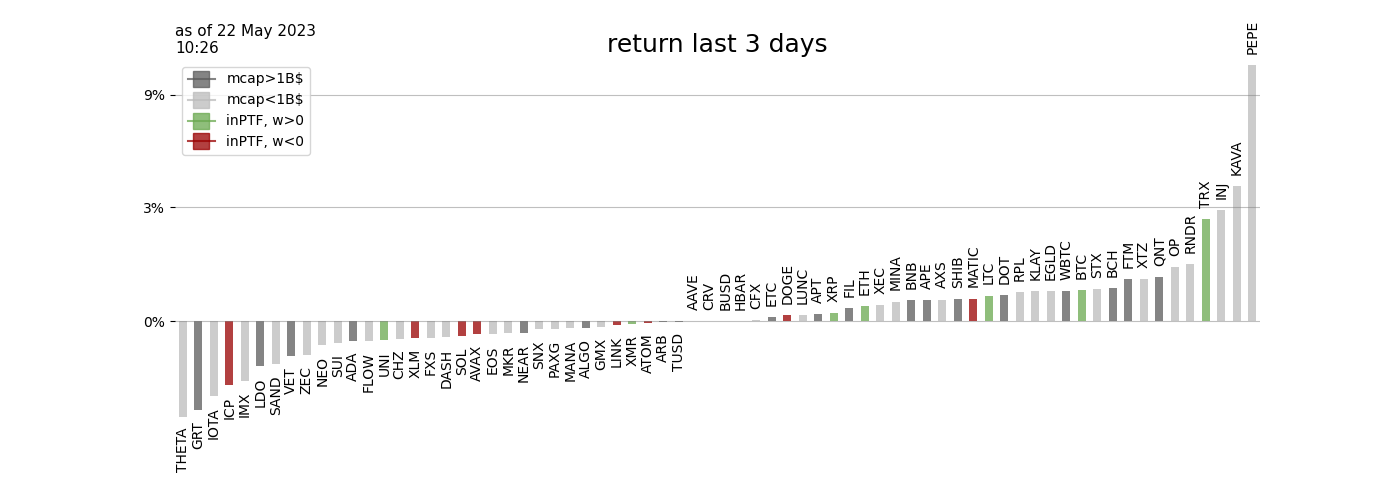 as of 22 May 2023
10:26
return last 3 days
mcap>1B$
mcap<1B$
inPTF, w>0
inPTF, w<0
9%
3%
0%
THETA
GRT
IOTA
ICP
IMX
LDO
SAND
VET
ZEC
NEO
SUI
ADA
FLOW
UNI
CHZ
XLM
FXS
DASH
SOL
AVAX
EOS
MKR
NEAR
SNX
PAXG
MANA
ALGO
GMX
LINK
XMR
ATOM
ARB
TUSD
AAVE
CRV
BUSD
HBAR
CFX
ETC
DOGE
LUNC
APT
XRP
FIL
ETH
XEC
MINA
BNB
APE
AXS
SHIB
MATIC
LTC
DOT
RPL
KLAY
EGLD
WBTC
BTC
STX
BCH
FTM
XTZ
QNT
OP
RNDR
TRX
INJ
KAVA
PEPE